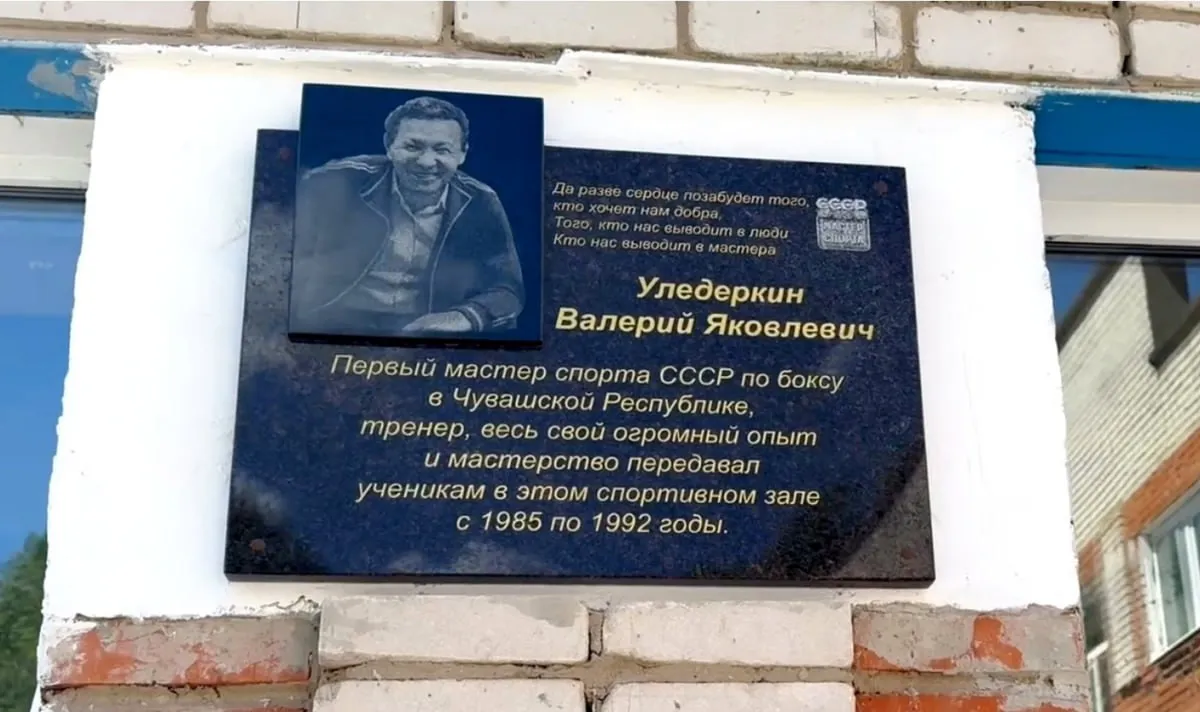 Да разве сердце позабудет того,
кто хочет нам добра,
Того, кто нас выводит в люди
Кто нас выводит в мастера
СССР
МАСТЕР
СПОРТА
Уледеркин
Валерий Яковлевич
Первый мастер спорта СССР по боксу
в Чувашской Республике,
тренер, весь свой огромный опыт
и мастерство передавал
ученикам в этом спортивном зале
с 1985 по 1992 годы.